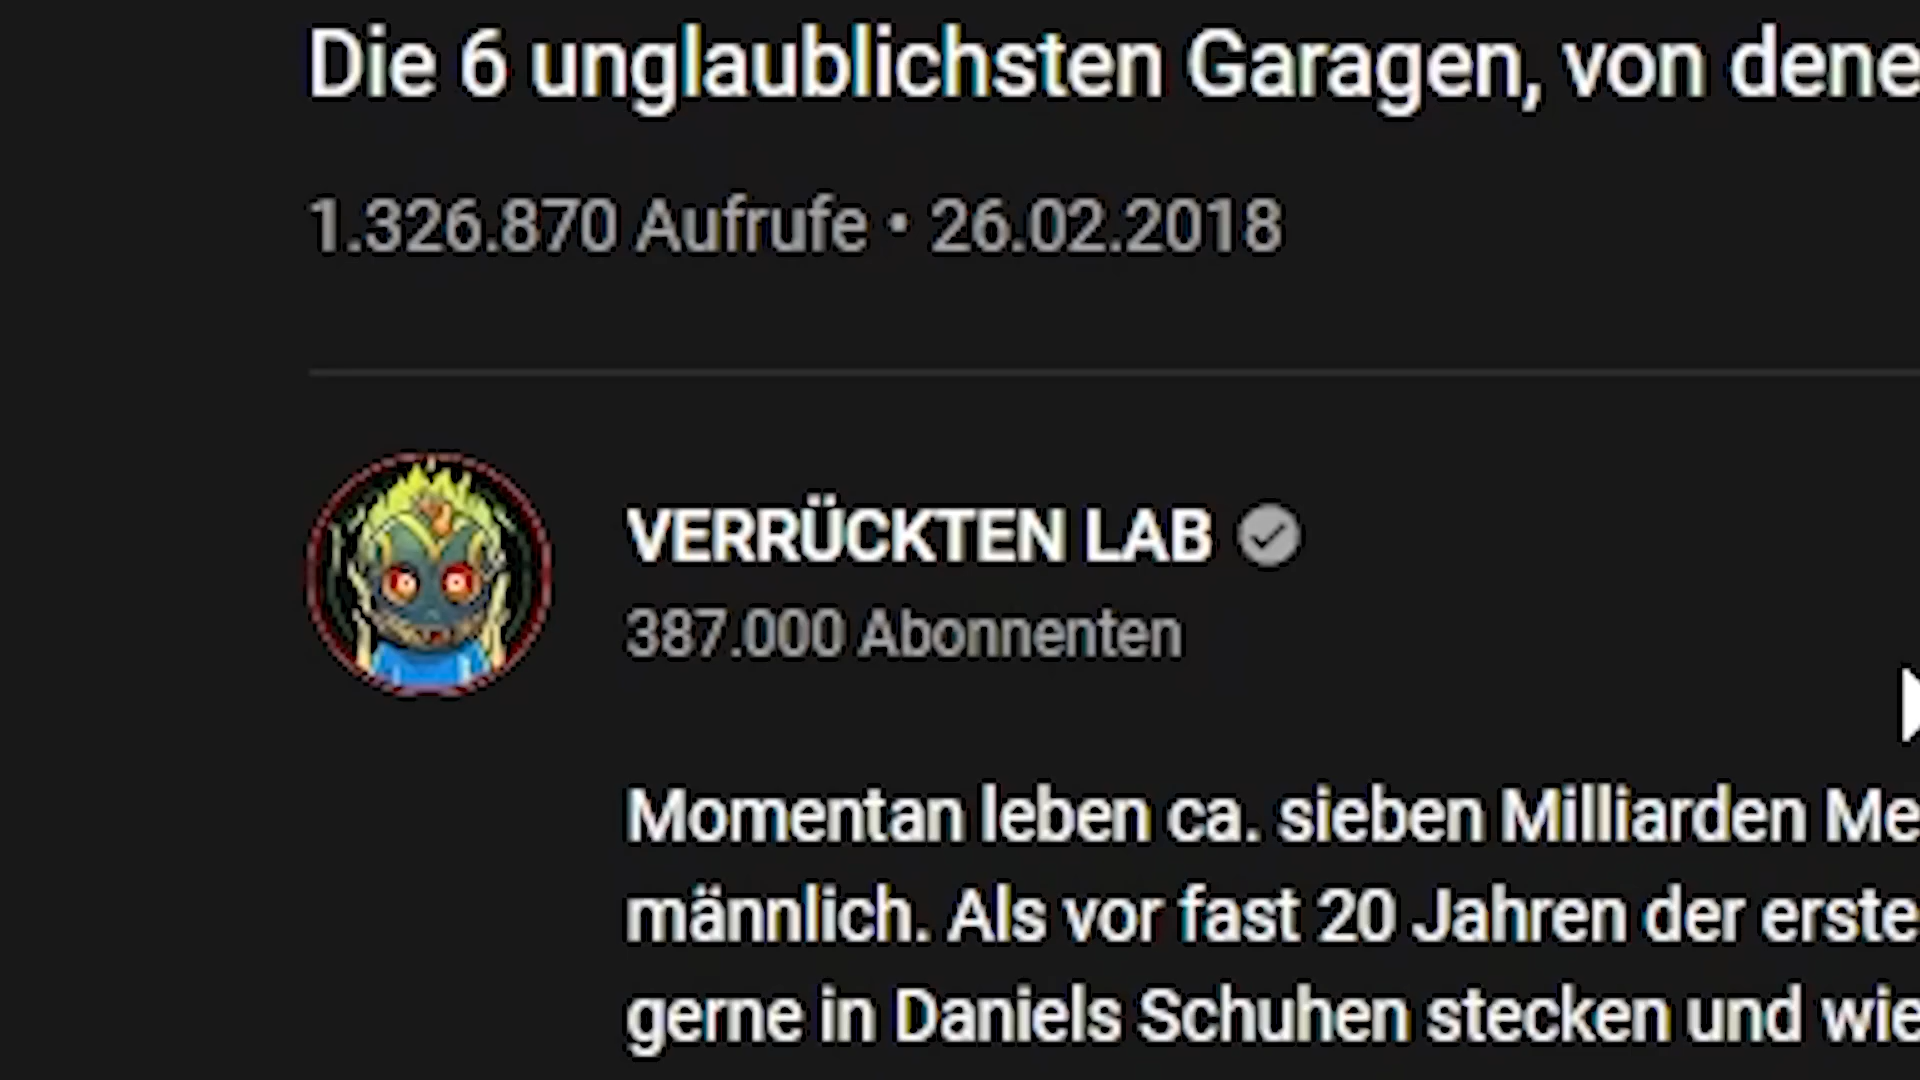 Die 6 unglaublichsten Garagen, von dene
1.326.870 Aufrufe • 26.02.2018
VERRÜCKTEN LAB
387.000 Abonnenten
Momentan leben ca. sieben Milliarden Me
männlich. Als vor fast 20 Jahren der erste
gerne in Daniels Schuhen stecken und wie